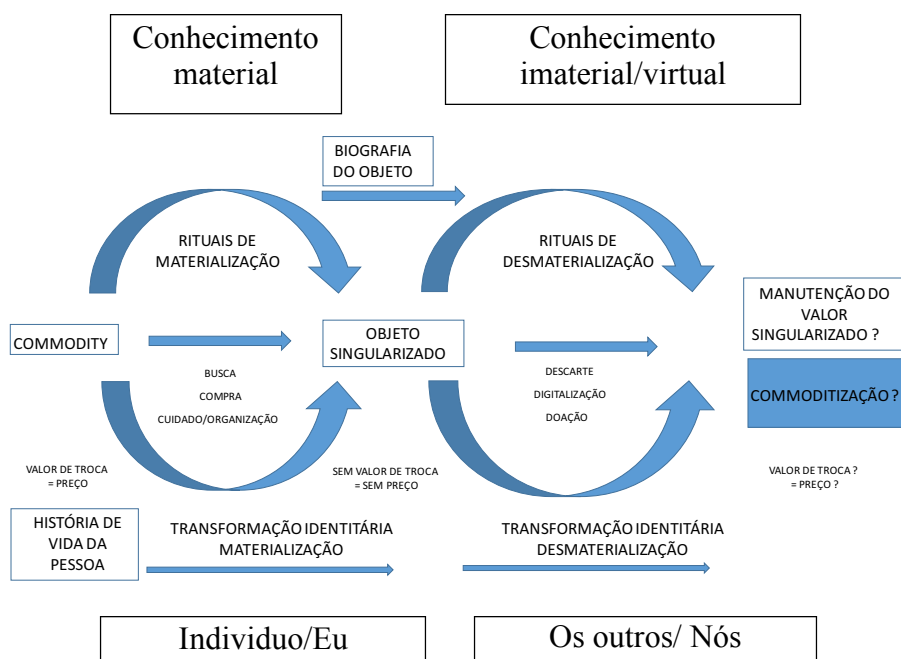 Conhecimento
material
Conhecimento
imaterial/virtual
BIOGRAFIA
DO OBJETO
RITUAIS DE
MATERIALIZAÇÃO
RITUAIS DE
DESMATERIALIZAÇÃO
COMMODITY
OBJETO
SINGULARIZADO
MANUTENÇÃO DO
VALOR
SINGULARIZADO ?
BUSCA
COMPRA
CUIDADO/ORGANIZAÇÃO
DESCARTE
DIGITALIZAÇÃO
DOAÇÃO
COMMODITIZAÇÃO ?
VALOR DE TROCA
= PREÇO
SEM VALOR DE TROCA
= SEM PREÇO
VALOR DE TROCA ?
= PREÇO ?
HISTÓRIA DE
VIDA DA
PESSOA
TRANSFORMAÇÃO IDENTITÁRIA
MATERIALIZAÇÃO
TRANSFORMAÇÃO IDENTITÁRIA
DESMATERIALIZAÇÃO
Individuo/Eu
Os outros/ Nós